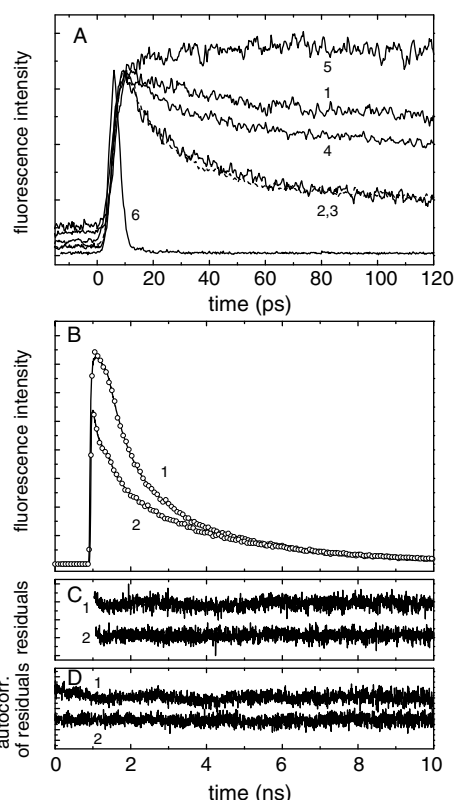 A
fluorescence intensity
5
1
4
2,3
6
0 20 40 60 80 100 120
time (ps)
B
fluorescence intensity
1
2
C
1
2
residuals
D
1
2
autocorr.
of residuals
0 2 4 6 8 10
time (ns)